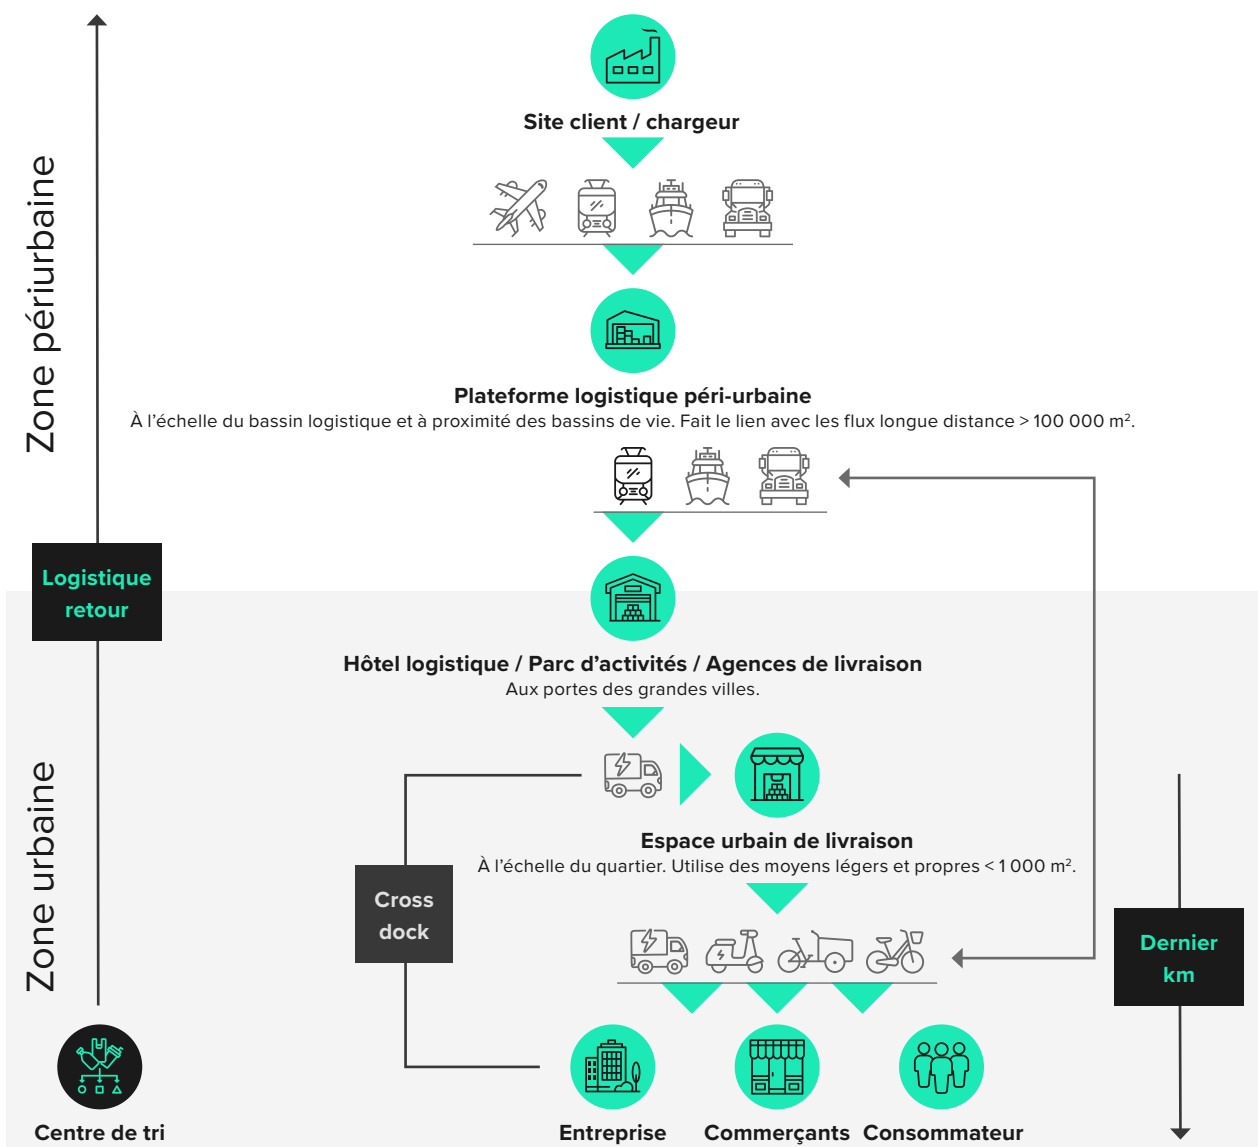 Site client / chargeur
Zone périurbaine
Plateforme logistique péri-urbaine
À l’échelle du bassin logistique et à proximité des bassins de vie. Fait le lien avec les flux longue distance > 100 000 m².
Logistique
retour
Hôtel logistique / Parc d’activités / Agences de livraison
Aux portes des grandes villes.
Zone urbaine
Espace urbain de livraison
À l’échelle du quartier. Utilise des moyens légers et propres < 1 000 m².
Cross
dock
Dernier
km
Centre de tri
Entreprise
Commerçants
Consommateur